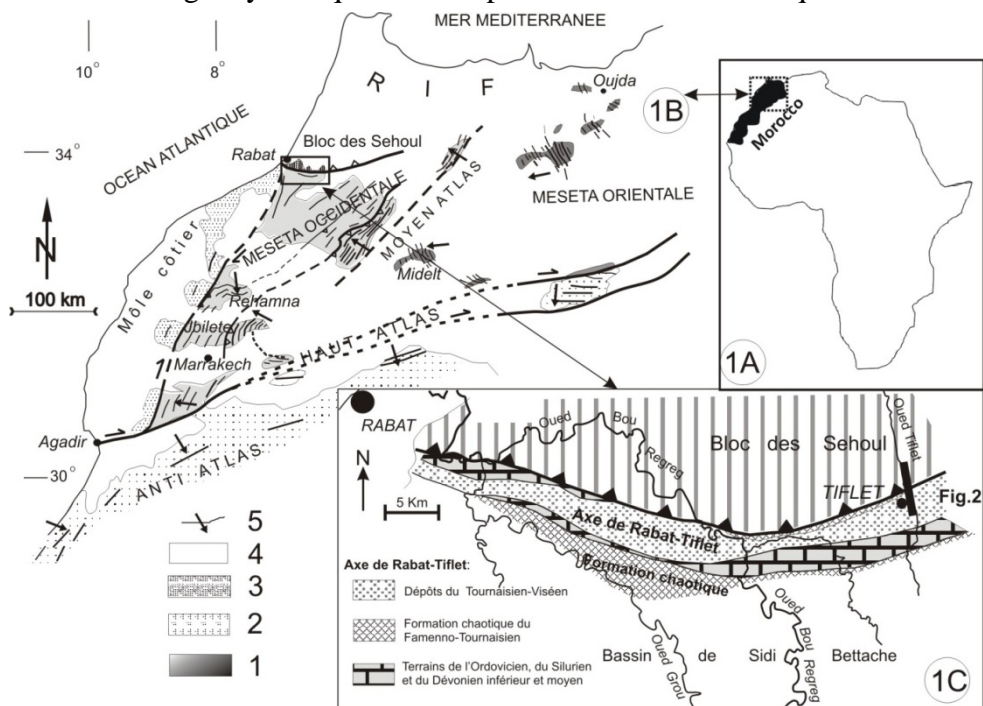 MER MEDITERRANEE
10°
8°
R I F
Oujda
1B
Morocco
1A
OCEAN ATLANTIQUE
34°
Rabat
Bloc des Sehoul
MESETA ORIENTALE
MESETA OCCIDENTALE
MOYEN ATLAS
N
100 km
Môle côtier
Midelt
Rehamna
Jbilete
HAUT ATLAS
Marrakech
Agadir
30°
ANTI ATLAS
5
4
3
2
1
RABAT
N
5 Km
Oued Bou Regreg
Bloc des Sehoul
Oued Tiflet
TIFLET
Fig.2
Axe de Rabat-Tiflet
Formation chaotique
Axe de Rabat-Tiflet:
Dépôts du Tournaisien-Viséen
Formation chaotique du
Famenno-Tournaisien
Terrains de l'Ordovicien, du Silurien
et du Dévonien inférieur et moyen
Oued Bou Regreg
Oued Grou
Bassin de Sidi Bettache
1C